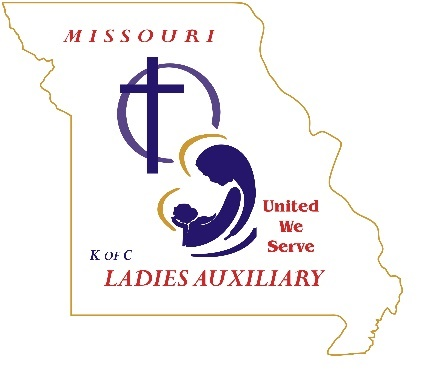 MISSOURI
United
We
Serve
K OF C
LADIES AUXILIARY